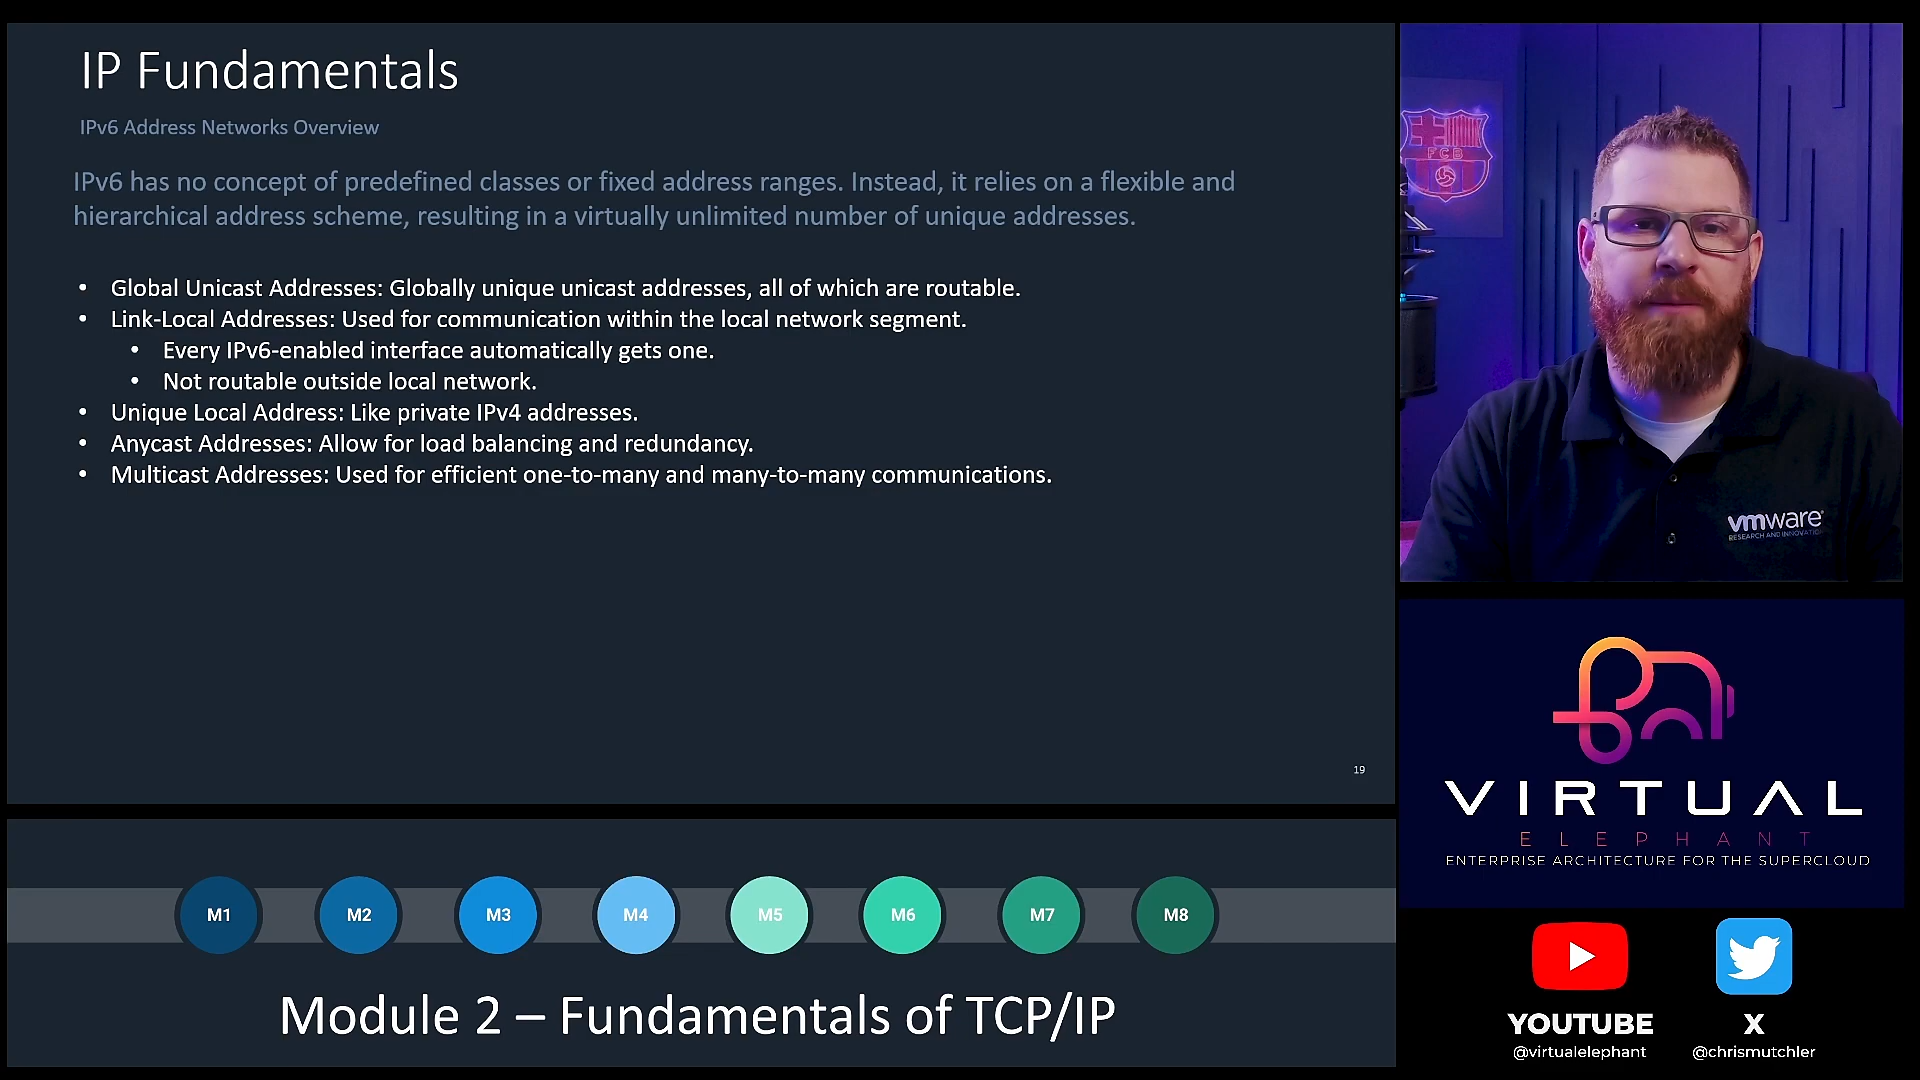 IP Fundamentals
IPv6 Address Networks Overview
IPv6 has no concept of predefined classes or fixed address ranges. Instead, it relies on a flexible and
hierarchical address scheme, resulting in a virtually unlimited number of unique addresses.
• Global Unicast Addresses: Globally unique unicast addresses, all of which are routable.
• Link-Local Addresses: Used for communication within the local network segment.
• Every IPv6-enabled interface automatically gets one.
• Not routable outside local network.
• Unique Local Address: Like private IPv4 addresses.
• Anycast Addresses: Allow for load balancing and redundancy.
• Multicast Addresses: Used for efficient one-to-many and many-to-many communications.
19
FCB
vmware®
RESEARCH AND INNOVATION
VIRTUAL
ELEPHANT
ENTERPRISE ARCHITECTURE FOR THE SUPERCLOUD
M1 M2 M3 M4 M5 M6 M7 M8
Module 2 – Fundamentals of TCP/IP
YOUTUBE
@virtualelephant
X
@chrismutchler